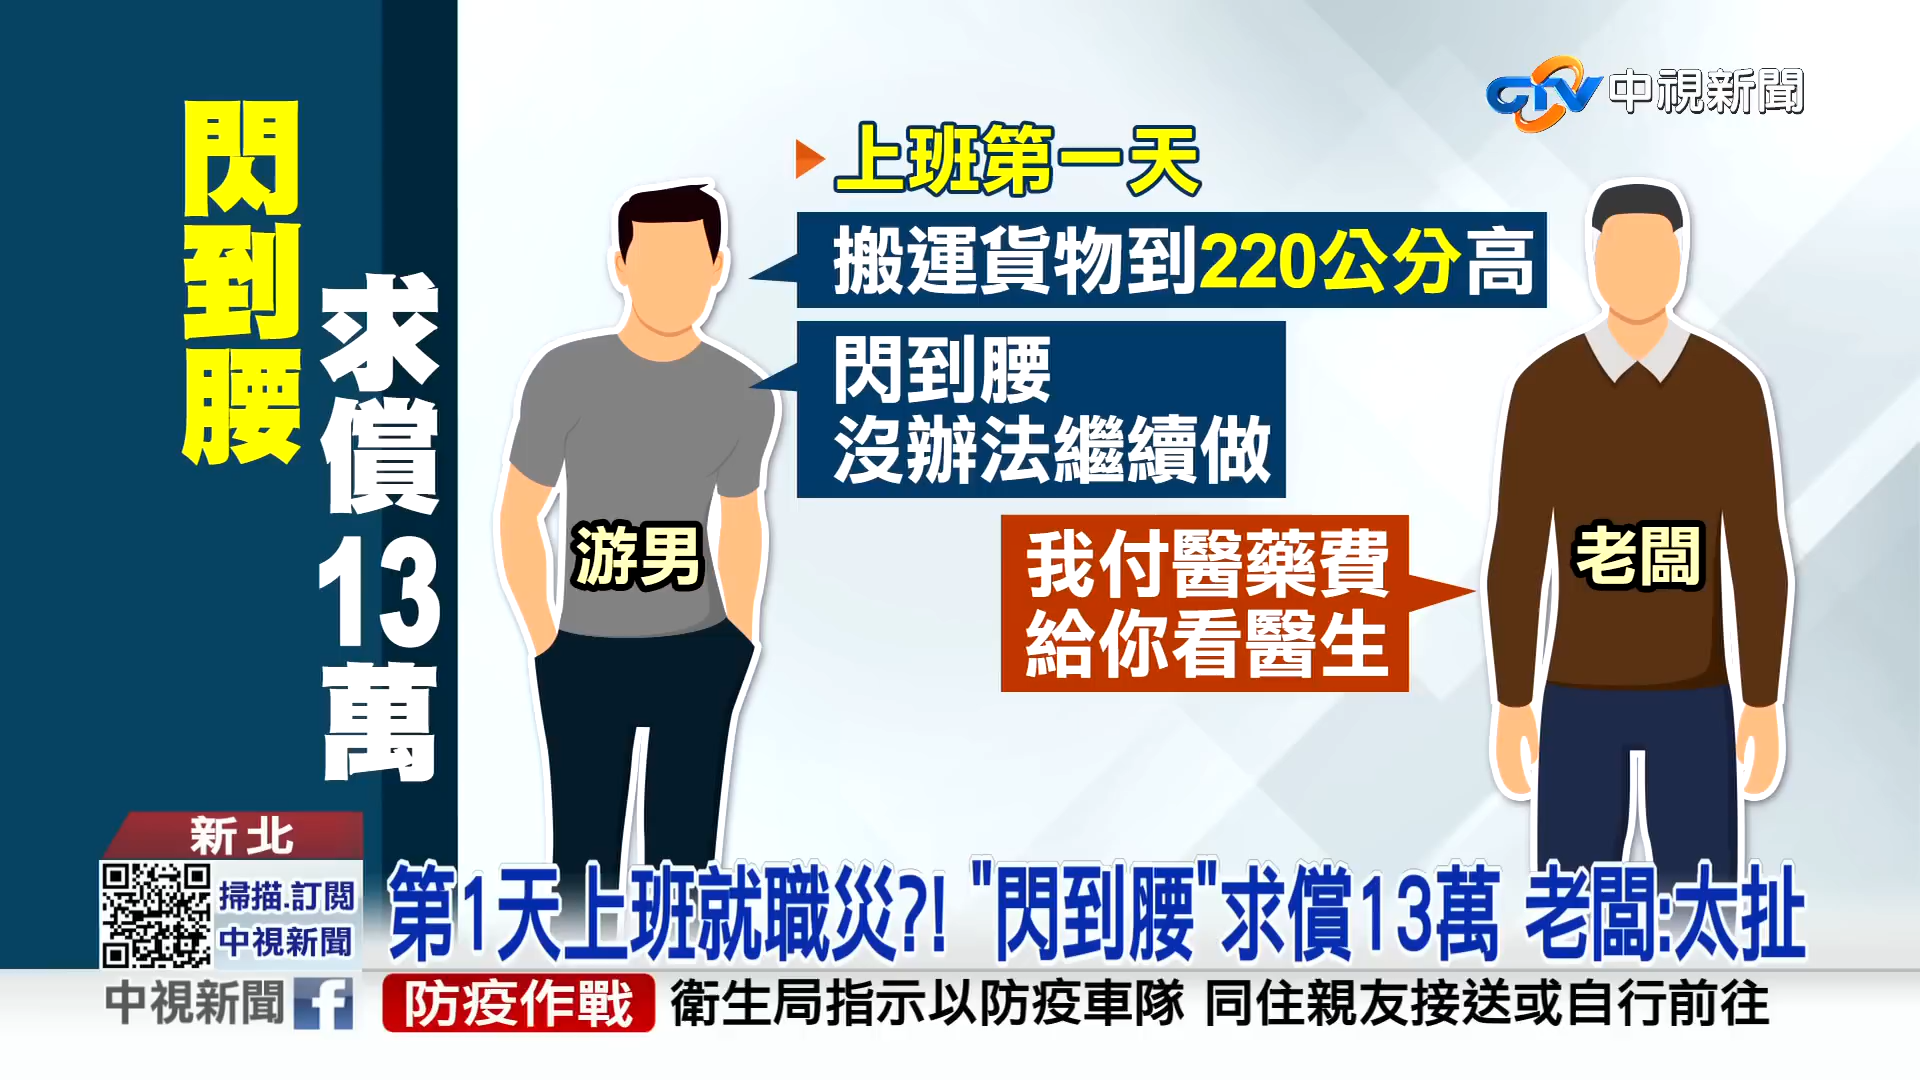 閃到腰
求償13萬
CTV中視新聞
上班第一天
搬運貨物到220公分高
閃到腰
沒辦法繼續做
我付醫藥費
給你看醫生
游男
老闆
新北
掃描.訂閱
中視新聞
第1天上班就職災?! "閃到腰"求償13萬 老闆:太扯
中視新聞 f
防疫作戰 衛生局指示以防疫車隊 同住親友接送或自行前往